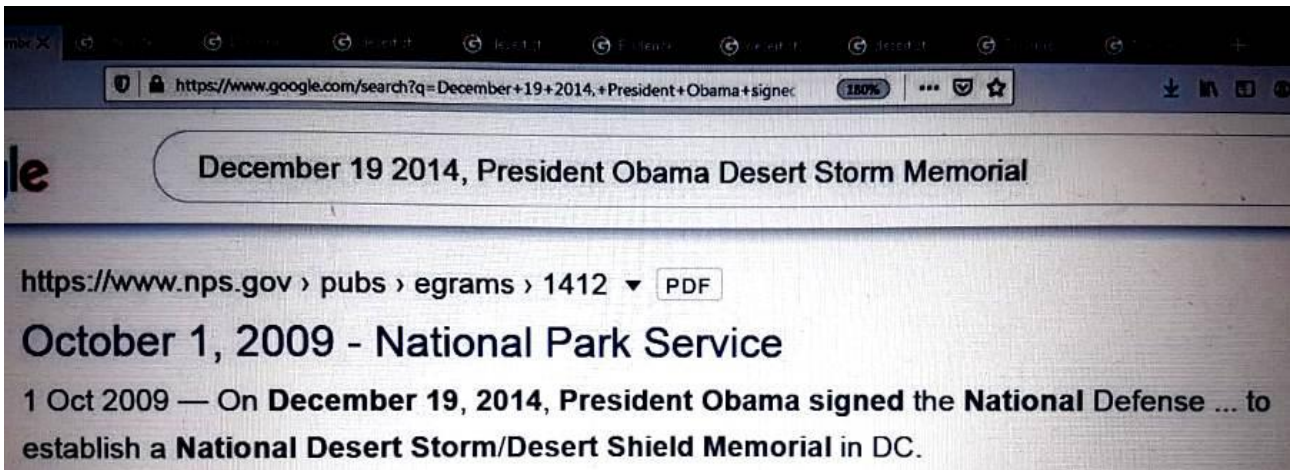 https://www.google.com/search?q=December+19+2014,+President+Obama+signec
180%
le
December 19 2014, President Obama Desert Storm Memorial
https://www.nps.gov › pubs › egrams › 1412 ▾ PDF
October 1, 2009 - National Park Service
1 Oct 2009 — On December 19, 2014, President Obama signed the National Defense ... to
establish a National Desert Storm/Desert Shield Memorial in DC.